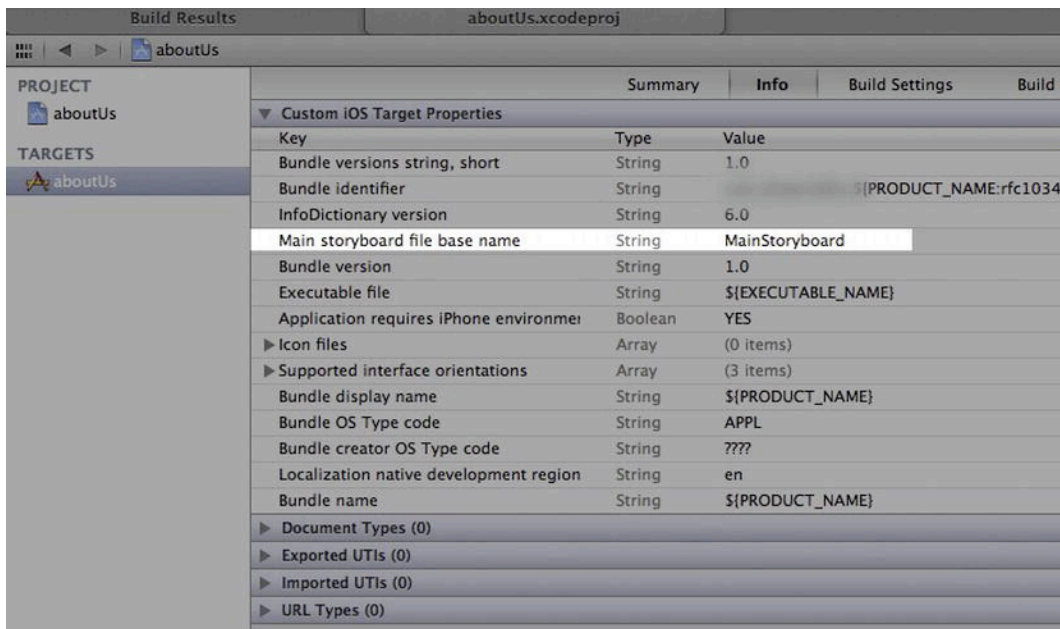 Build Results aboutUs.xcodeproj
aboutUs
PROJECT
aboutUs
TARGETS
aboutUs
Summary Info Build Settings Build
Custom iOS Target Properties
Key Type Value
Bundle versions string, short String 1.0
Bundle identifier String ${PRODUCT_NAME:rfc1034
InfoDictionary version String 6.0
Main storyboard file base name String MainStoryboard
Bundle version String 1.0
Executable file String ${EXECUTABLE_NAME}
Application requires iPhone environmen Boolean YES
Icon files Array (0 items)
Supported interface orientations Array (3 items)
Bundle display name String ${PRODUCT_NAME}
Bundle OS Type code String APPL
Bundle creator OS Type code String ????
Localization native development region String en
Bundle name String ${PRODUCT_NAME}
Document Types (0)
Exported UTIs (0)
Imported UTIs (0)
URL Types (0)